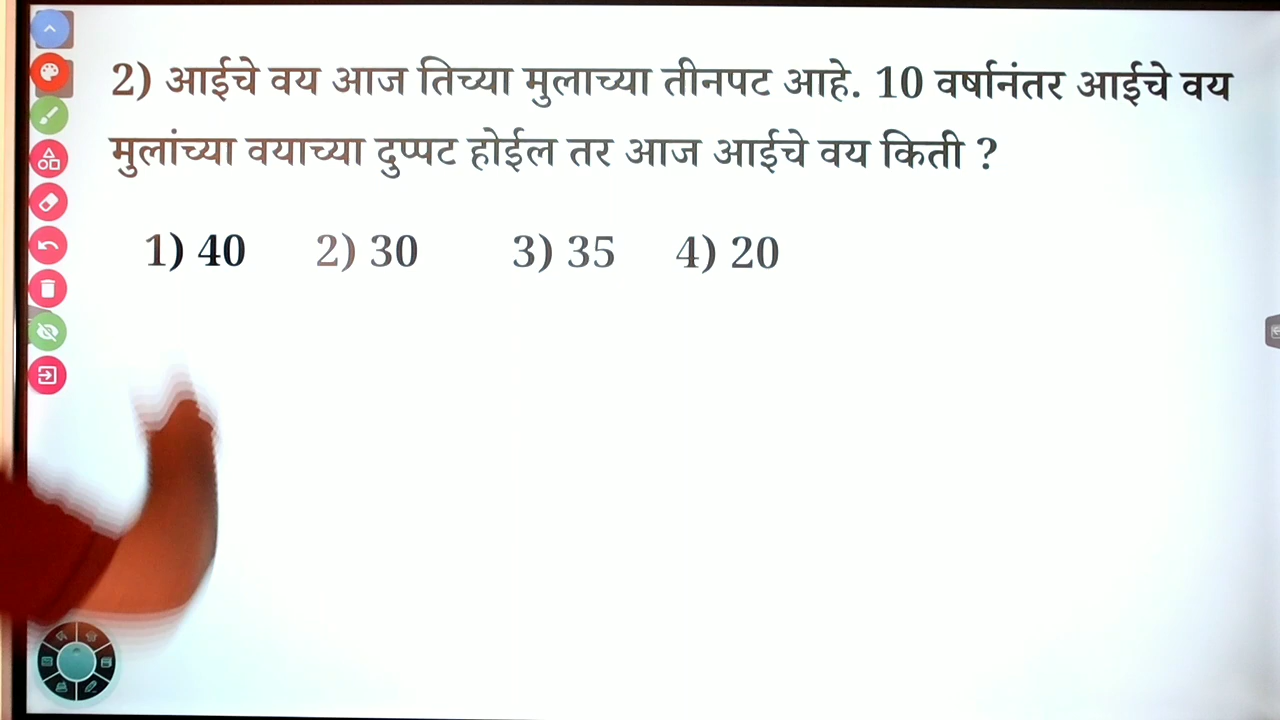 2) आईचे वय आज तिच्या मुलाच्या तीनपट आहे. 10 वर्षानंतर आईचे वय
मुलांच्या वयाच्या दुप्पट होईल तर आज आईचे वय किती ?
1) 40 2) 30 3) 35 4) 20